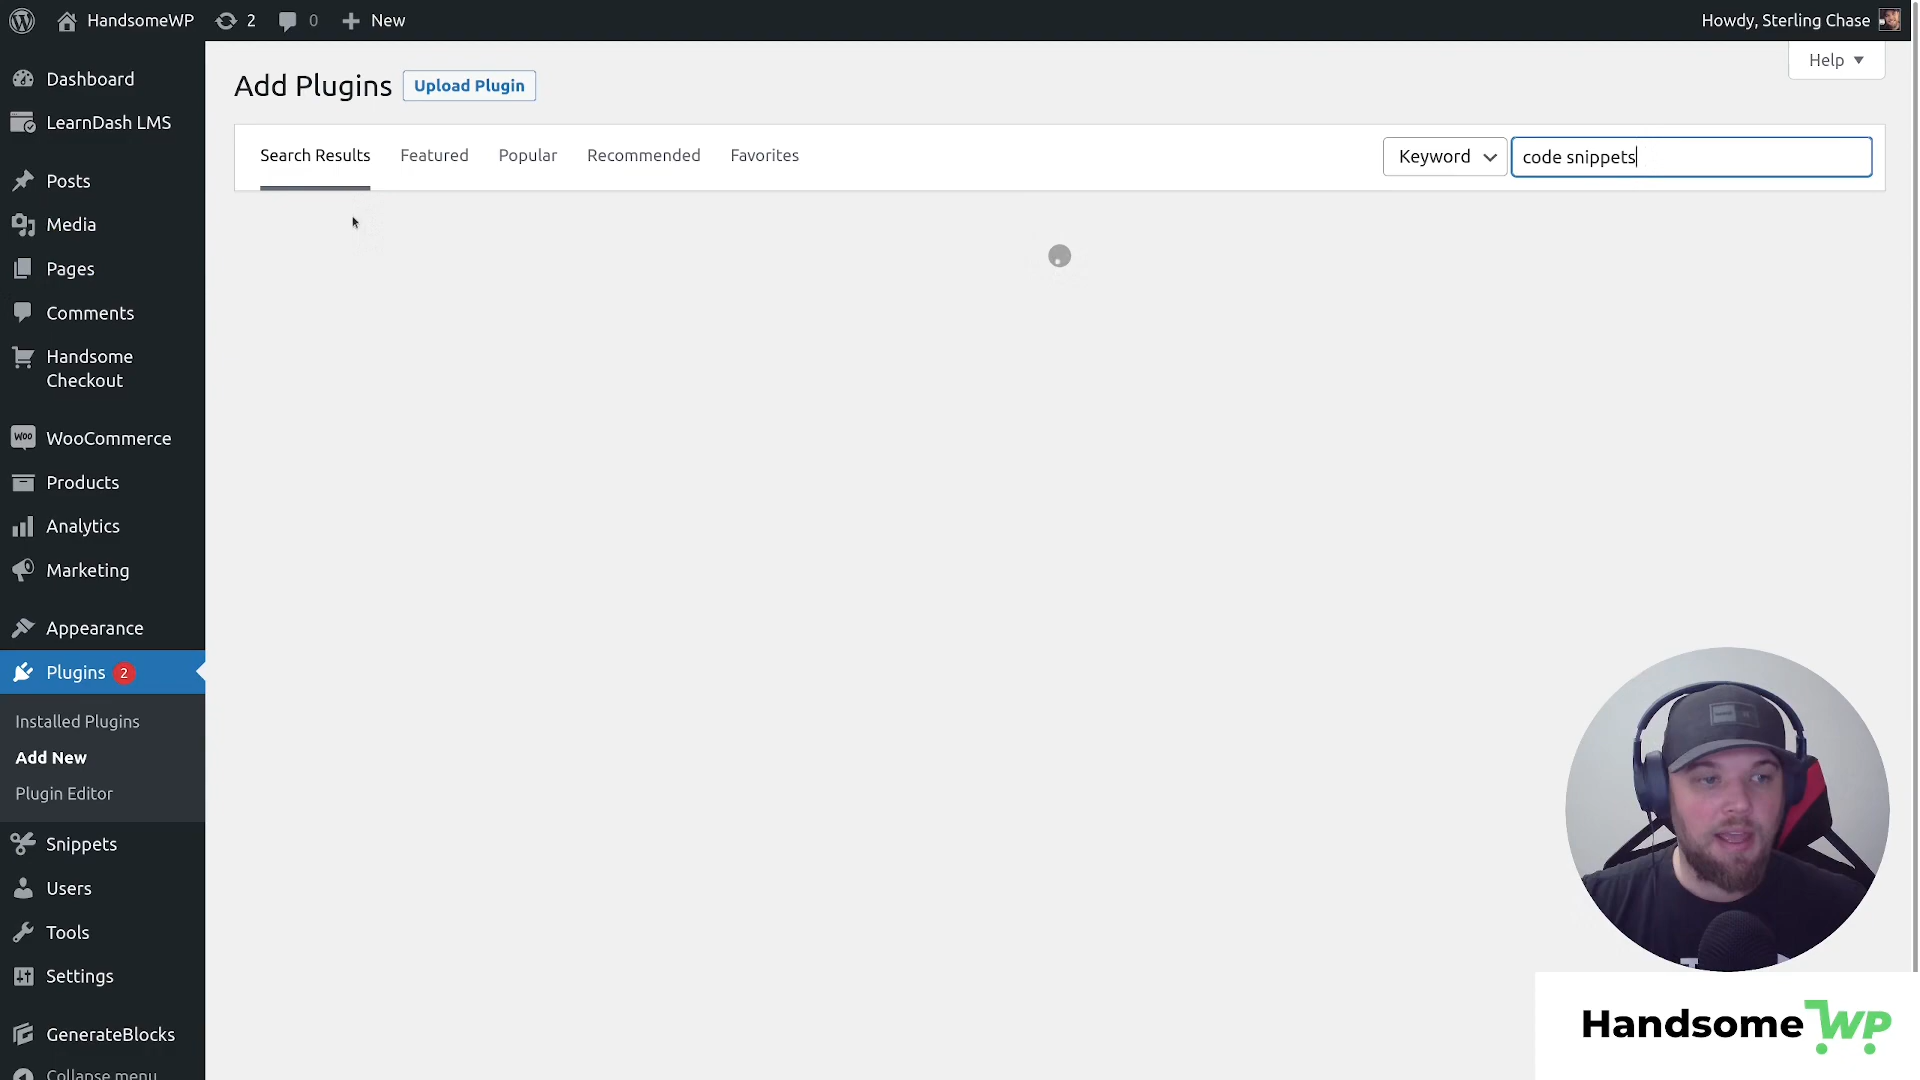 HandsomeWP
2
0
New
Howdy, Sterling Chase
Dashboard
LearnDash LMS
Posts
Media
Pages
Comments
Handsome
Checkout
WOO
WooCommerce
Products
Analytics
Marketing
Appearance
Plugins 2
Installed Plugins
Add New
Plugin Editor
Snippets
Users
Tools
Settings
GenerateBlocks
Collapse menu
Help
Add Plugins
Upload Plugin
Search Results
Featured
Popular
Recommended
Favorites
Keyword
code snippets
HandsomeWP